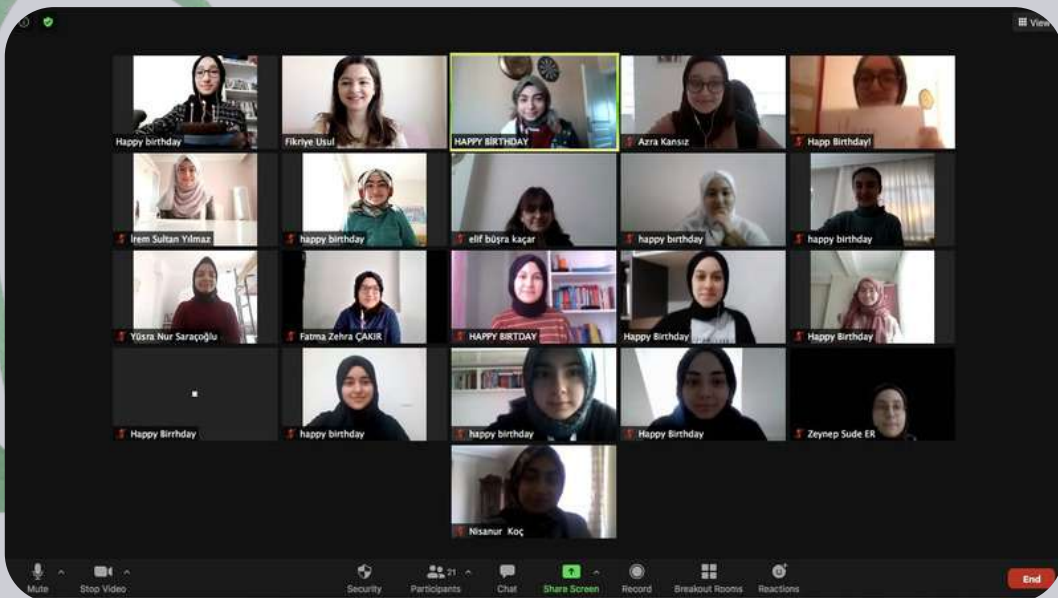 View
Happy birthday
Fikriye Usul
HAPPY BİRTHDAY
Azra Kansız
Happ Birthday!
İrem Sultan Yılmaz
happy birthday
elif büşra kaçar
happy birthday
happy birthday
Yüsra Nur Saraçoğlu
Fatma Zehra ÇAKIR
HAPPY BIRTDAY
Happy Birthday
Happy Birthday
Happy Birrhday
happy birthday
happy birthday
Happy Birthday
Zeynep Sude ER
Nisanur Koç
Mute
Stop Video
Security
Participants
21
Chat
Share Screen
Record
Breakout Rooms
Reactions
End